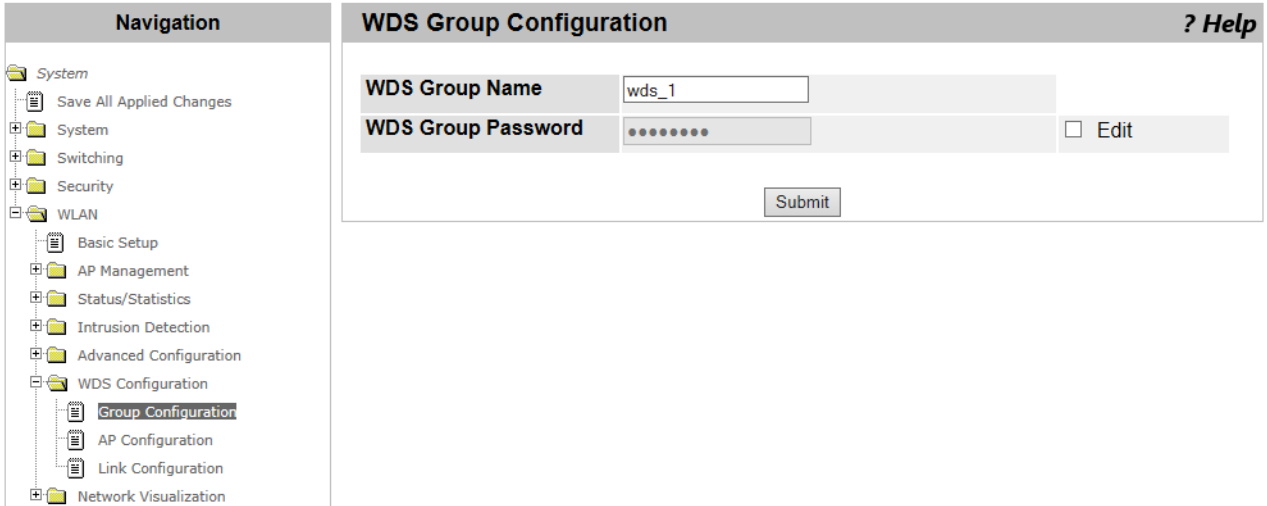 Navigation
System
Save All Applied Changes
System
Switching
Security
WLAN
Basic Setup
AP Management
Status/Statistics
Intrusion Detection
Advanced Configuration
WDS Configuration
Group Configuration
AP Configuration
Link Configuration
Network Visualization
WDS Group Configuration ? Help
WDS Group Name wds_1
WDS Group Password •••••••• Edit
Submit